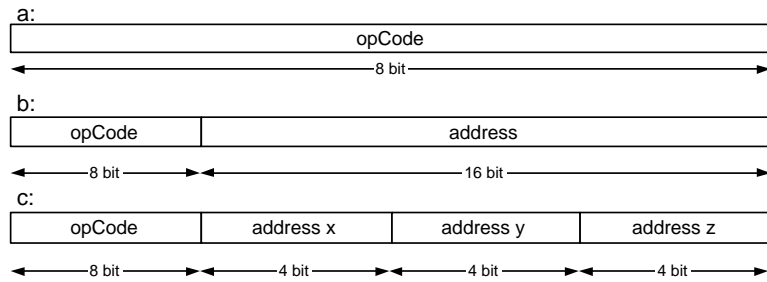 a:
opCode
8 bit
b:
opCode address
8 bit 16 bit
c:
opCode address x address y address z
8 bit 4 bit 4 bit 4 bit